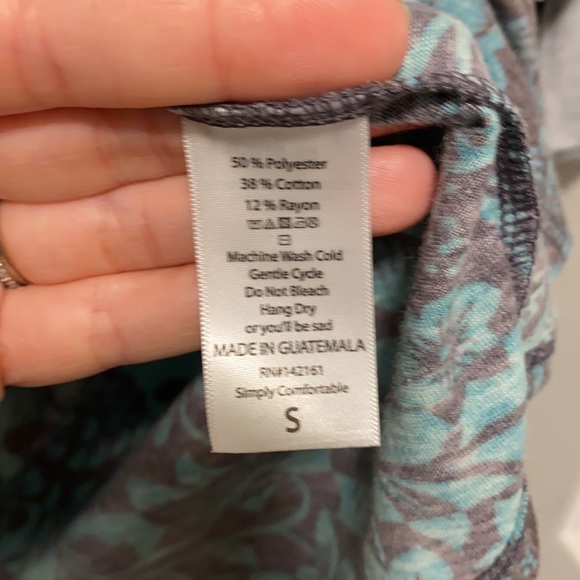 50 % Polyester
38 % Cotton
12 % Rayon
Machine Wash Cold
Gentle Cycle
Do Not Bleach
Hang Dry
or you'll be sad
MADE IN GUATEMALA
RN#142161
Simply Comfortable
S